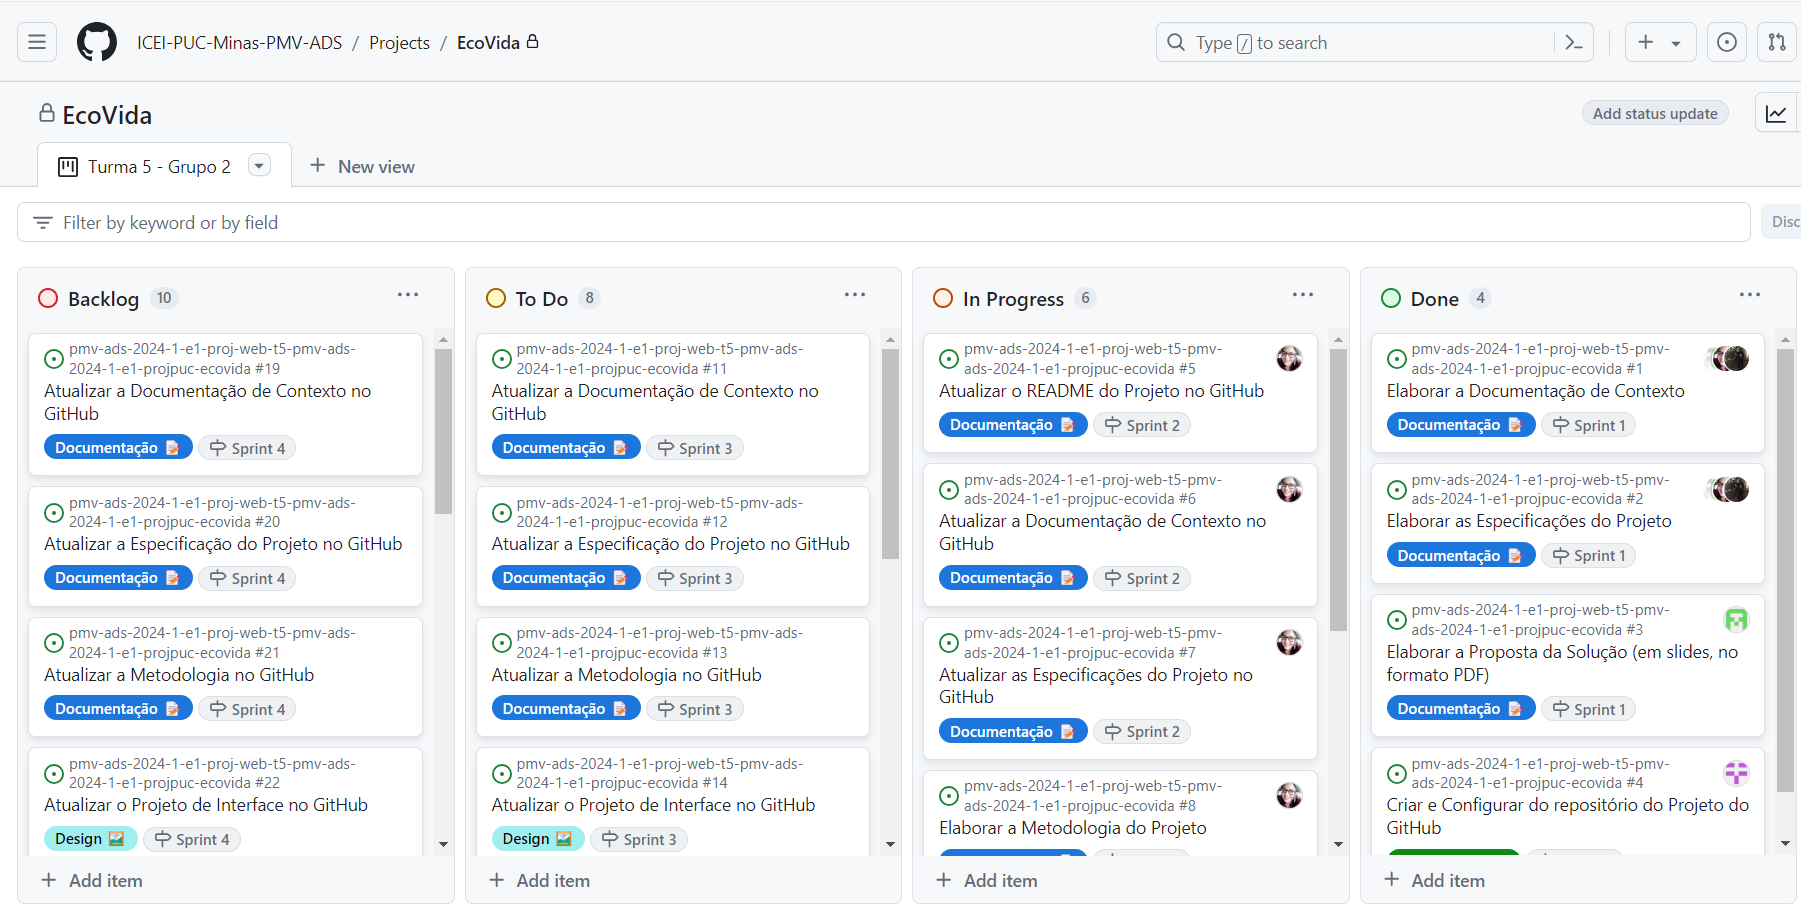 ICEI-PUC-Minas-PMV-ADS / Projects / EcoVida
Type / to search
EcoVida
Add status update
Turma 5 - Grupo 2
New view
Filter by keyword or by field
Disc
Backlog 10
pmv-ads-2024-1-e1-proj-web-t5-pmv-ads-
2024-1-e1-projpuc-ecovida #19
Atualizar a Documentação de Contexto no
GitHub
Documentação Sprint 4
pmv-ads-2024-1-e1-proj-web-t5-pmv-ads-
2024-1-e1-projpuc-ecovida #20
Atualizar a Especificação do Projeto no GitHub
Documentação Sprint 4
pmv-ads-2024-1-e1-proj-web-t5-pmv-ads-
2024-1-e1-projpuc-ecovida #21
Atualizar a Metodologia no GitHub
Documentação Sprint 4
pmv-ads-2024-1-e1-proj-web-t5-pmv-ads-
2024-1-e1-projpuc-ecovida #22
Atualizar o Projeto de Interface no GitHub
Design Sprint 4
Add item
To Do 8
pmv-ads-2024-1-e1-proj-web-t5-pmv-ads-
2024-1-e1-projpuc-ecovida #11
Atualizar a Documentação de Contexto no
GitHub
Documentação Sprint 3
pmv-ads-2024-1-e1-proj-web-t5-pmv-ads-
2024-1-e1-projpuc-ecovida #12
Atualizar a Especificação do Projeto no GitHub
Documentação Sprint 3
pmv-ads-2024-1-e1-proj-web-t5-pmv-ads-
2024-1-e1-projpuc-ecovida #13
Atualizar a Metodologia no GitHub
Documentação Sprint 3
pmv-ads-2024-1-e1-proj-web-t5-pmv-ads-
2024-1-e1-projpuc-ecovida #14
Atualizar o Projeto de Interface no GitHub
Design Sprint 3
Add item
In Progress 6
pmv-ads-2024-1-e1-proj-web-t5-pmv-
ads-2024-1-e1-projpuc-ecovida #5
Atualizar o README do Projeto no GitHub
Documentação Sprint 2
pmv-ads-2024-1-e1-proj-web-t5-pmv-
ads-2024-1-e1-projpuc-ecovida #6
Atualizar a Documentação de Contexto no
GitHub
Documentação Sprint 2
pmv-ads-2024-1-e1-proj-web-t5-pmv-
ads-2024-1-e1-projpuc-ecovida #7
Atualizar as Especificações do Projeto no
GitHub
Documentação Sprint 2
pmv-ads-2024-1-e1-proj-web-t5-pmv-
ads-2024-1-e1-projpuc-ecovida #8
Elaborar a Metodologia do Projeto
Add item
Done 4
pmv-ads-2024-1-e1-proj-web-t5-pmv-
ads-2024-1-e1-projpuc-ecovida #1
Elaborar a Documentação de Contexto
Documentação Sprint 1
pmv-ads-2024-1-e1-proj-web-t5-pmv-
ads-2024-1-e1-projpuc-ecovida #2
Elaborar as Especificações do Projeto
Documentação Sprint 1
pmv-ads-2024-1-e1-proj-web-t5-pmv-
ads-2024-1-e1-projpuc-ecovida #3
Elaborar a Proposta da Solução (em slides, no
formato PDF)
Documentação Sprint 1
pmv-ads-2024-1-e1-proj-web-t5-pmv-
ads-2024-1-e1-projpuc-ecovida #4
Criar e Configurar do repositório do Projeto do
GitHub
Add item